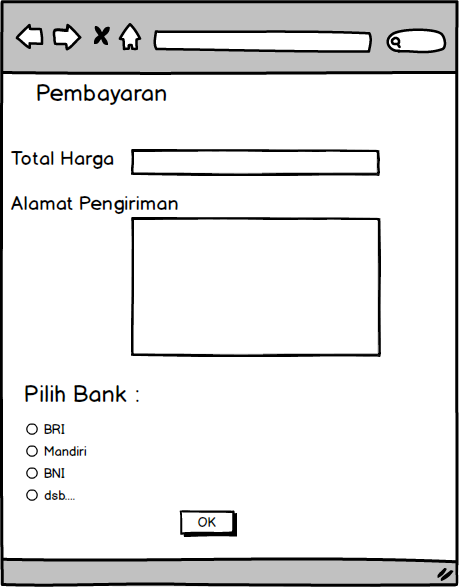 Pembayaran
Total Harga
Alamat Pengiriman
Pilih Bank :
BRI
Mandiri
BNI
dsb....
OK